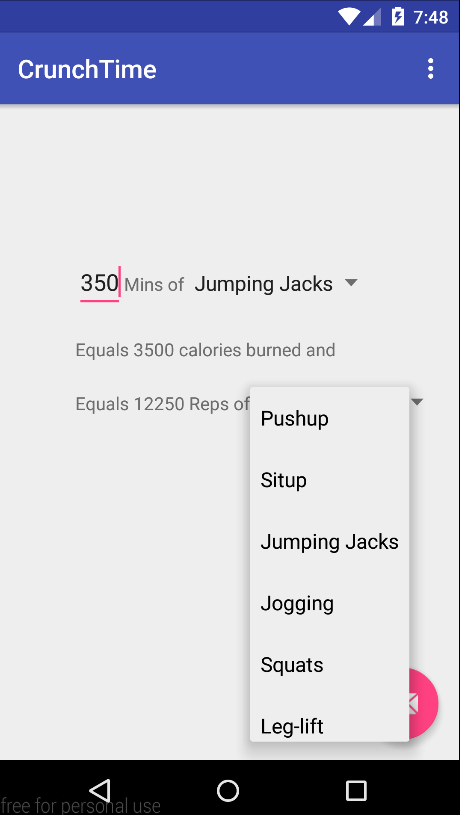 7:48
CrunchTime
350 Mins of Jumping Jacks
Equals 3500 calories burned and
Equals 12250 Reps of
Pushup
Situp
Jumping Jacks
Jogging
Squats
Leg-lift
free for personal use